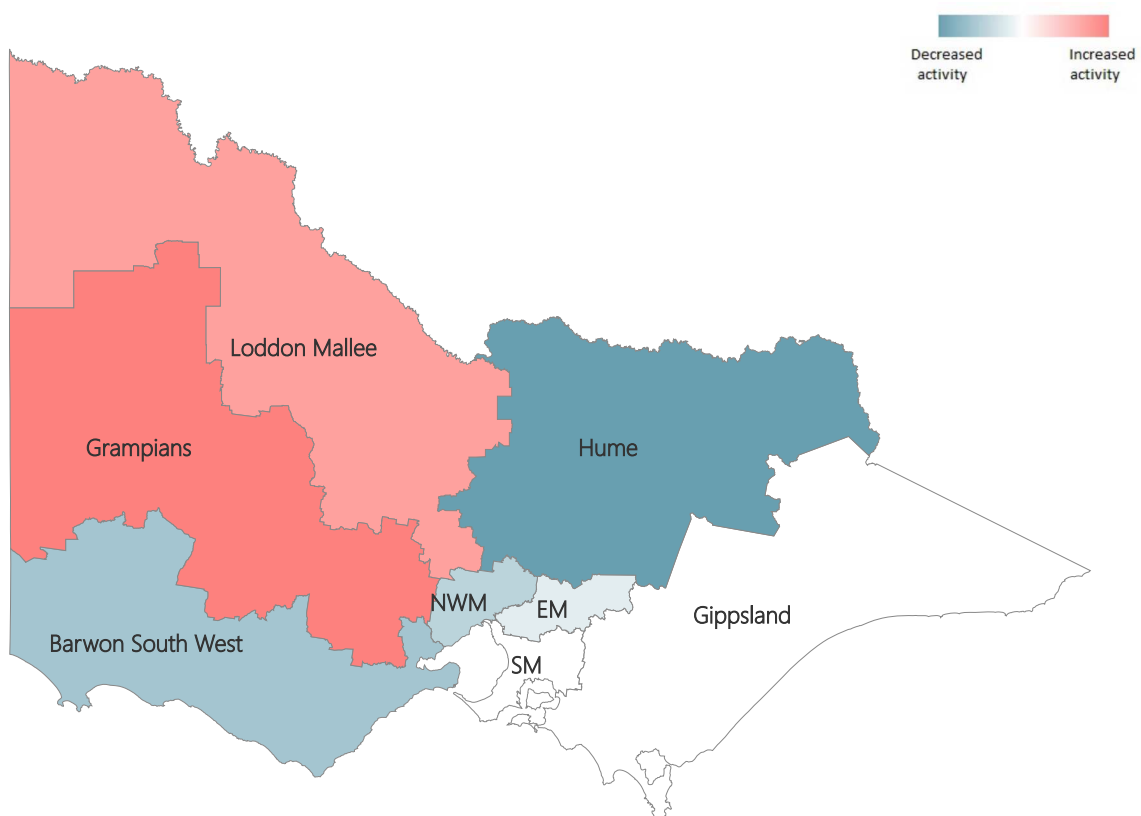 Decreased
activity
Increased
activity
Loddon Mallee
Grampians
Hume
NWM
EM
Gippsland
Barwon South West
SM